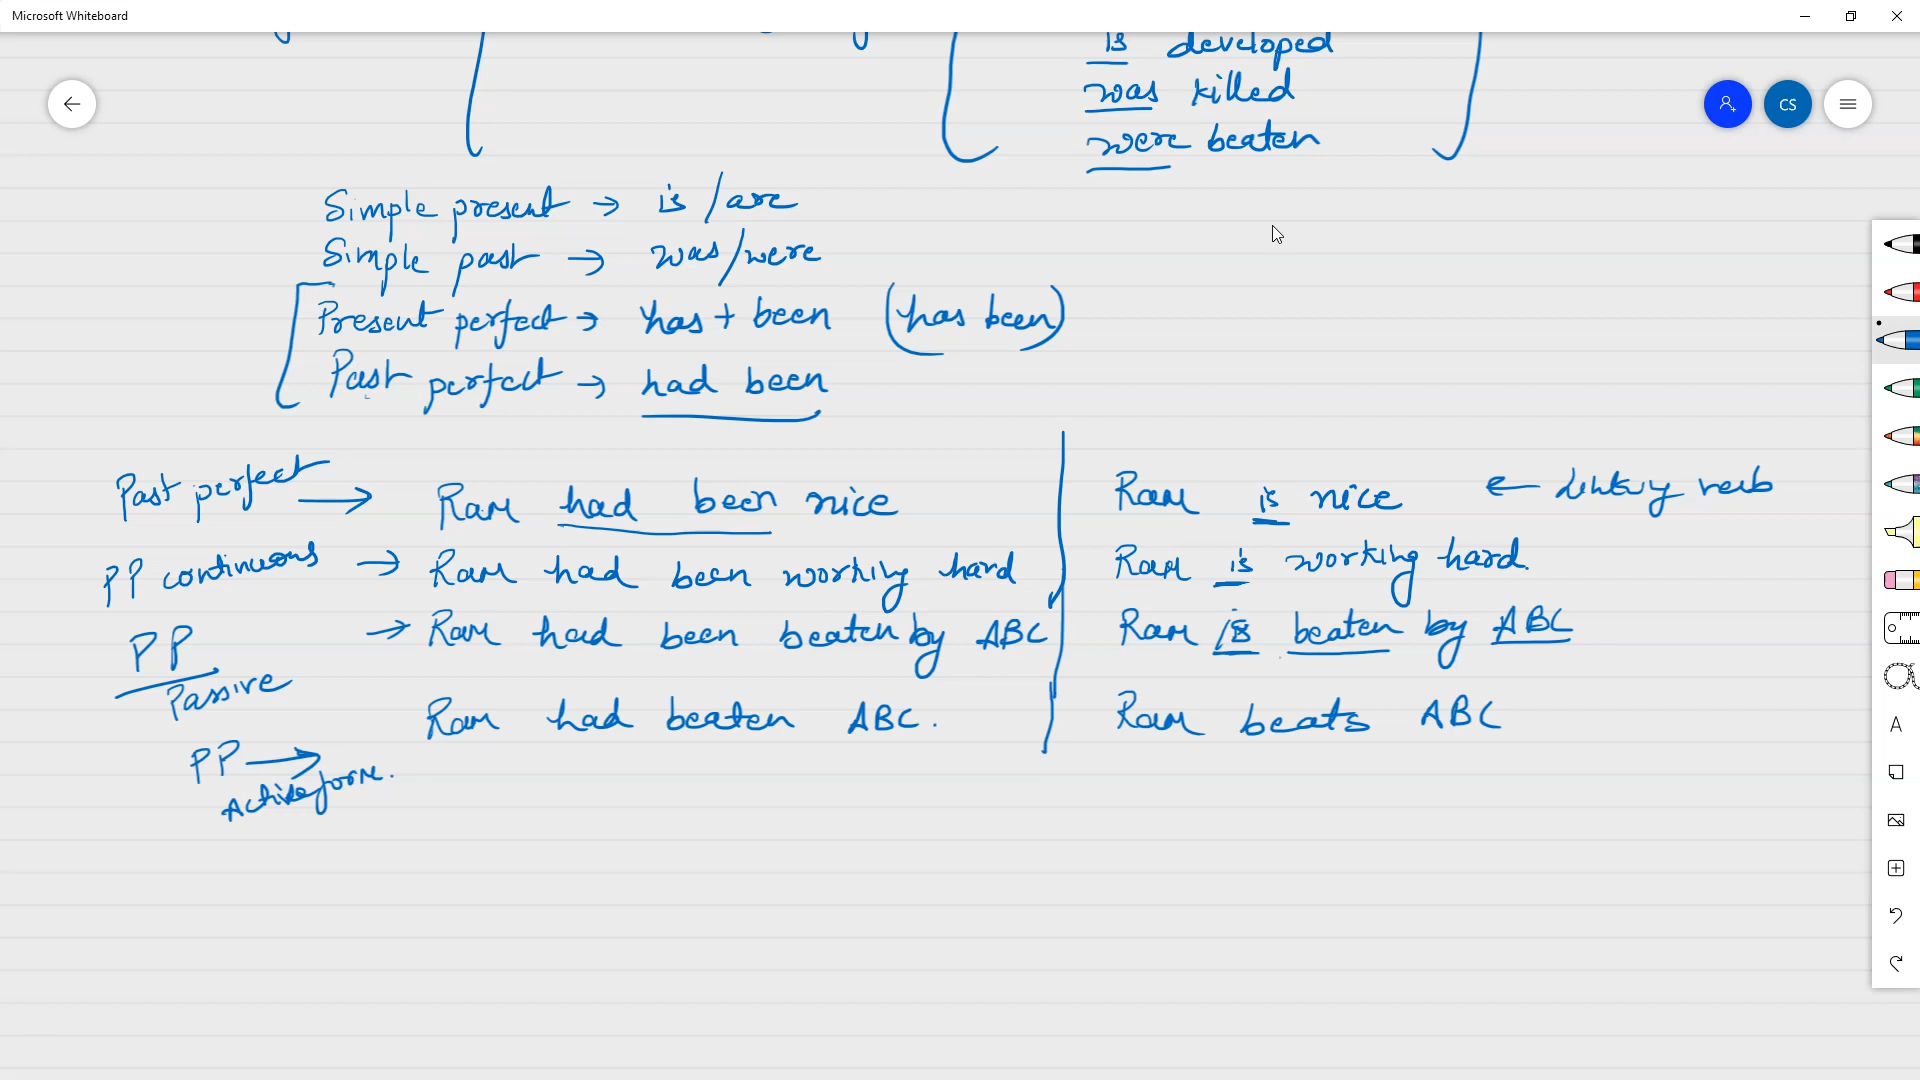 Microsoft Whiteboard
is developed
was killed
were beaten
CS
Simple present → is/are
Simple past → was/were
Present perfect → has + been (has been)
Past perfect → had been
Past perfect → Ram had been nice
Ram is nice ← linking verb
PP continuous → Ram had been working hard
Ram is working hard.
PP Passive → Ram had been beaten by ABC
Ram is beaten by ABC
Ram had beaten ABC.
Ram beats ABC
PP → Active form.
A